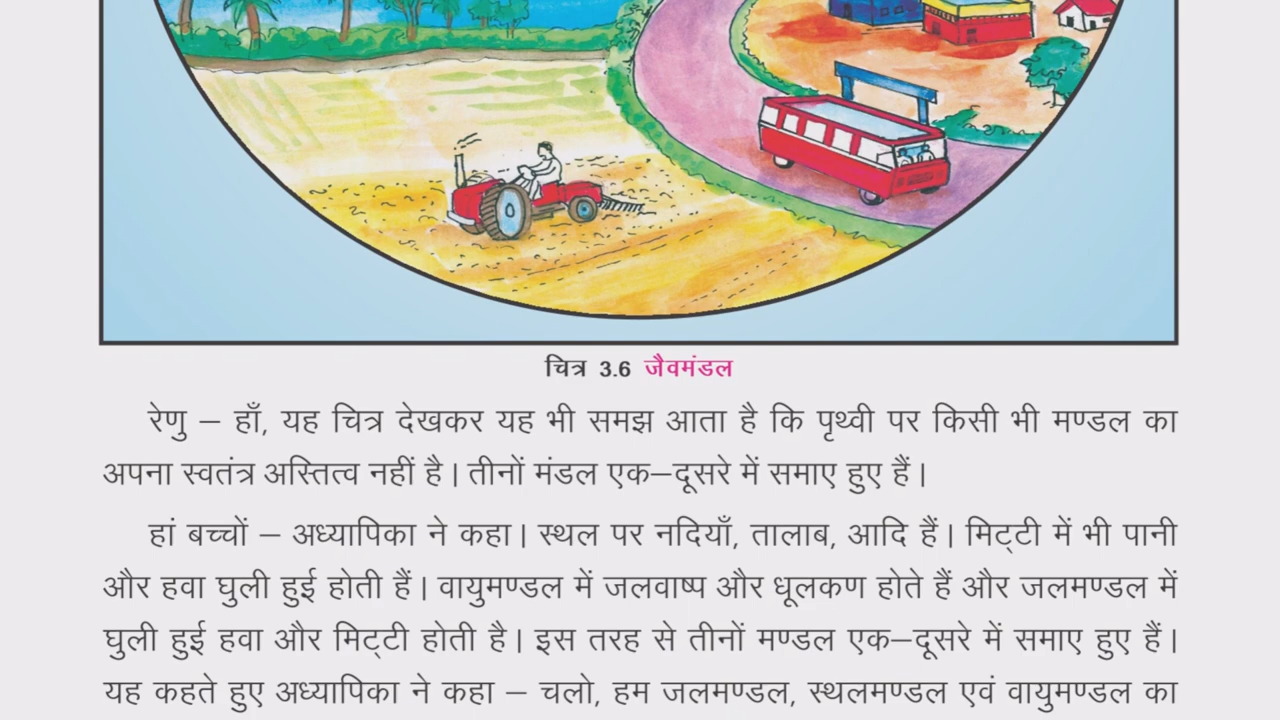 चित्र 3.6 जैवमंडल
रेणु – हाँ, यह चित्र देखकर यह भी समझ आता है कि पृथ्वी पर किसी भी मण्डल का
अपना स्वतंत्र अस्तित्व नहीं है। तीनों मंडल एक–दूसरे में समाए हुए हैं।
हां बच्चों – अध्यापिका ने कहा। स्थल पर नदियाँ, तालाब, आदि हैं। मिट्टी में भी पानी
और हवा घुली हुई होती हैं। वायुमण्डल में जलवाष्प और धूलकण होते हैं और जलमण्डल में
घुली हुई हवा और मिट्टी होती है। इस तरह से तीनों मण्डल एक–दूसरे में समाए हुए हैं।
यह कहते हुए अध्यापिका ने कहा – चलो, हम जलमण्डल, स्थलमण्डल एवं वायुमण्डल का